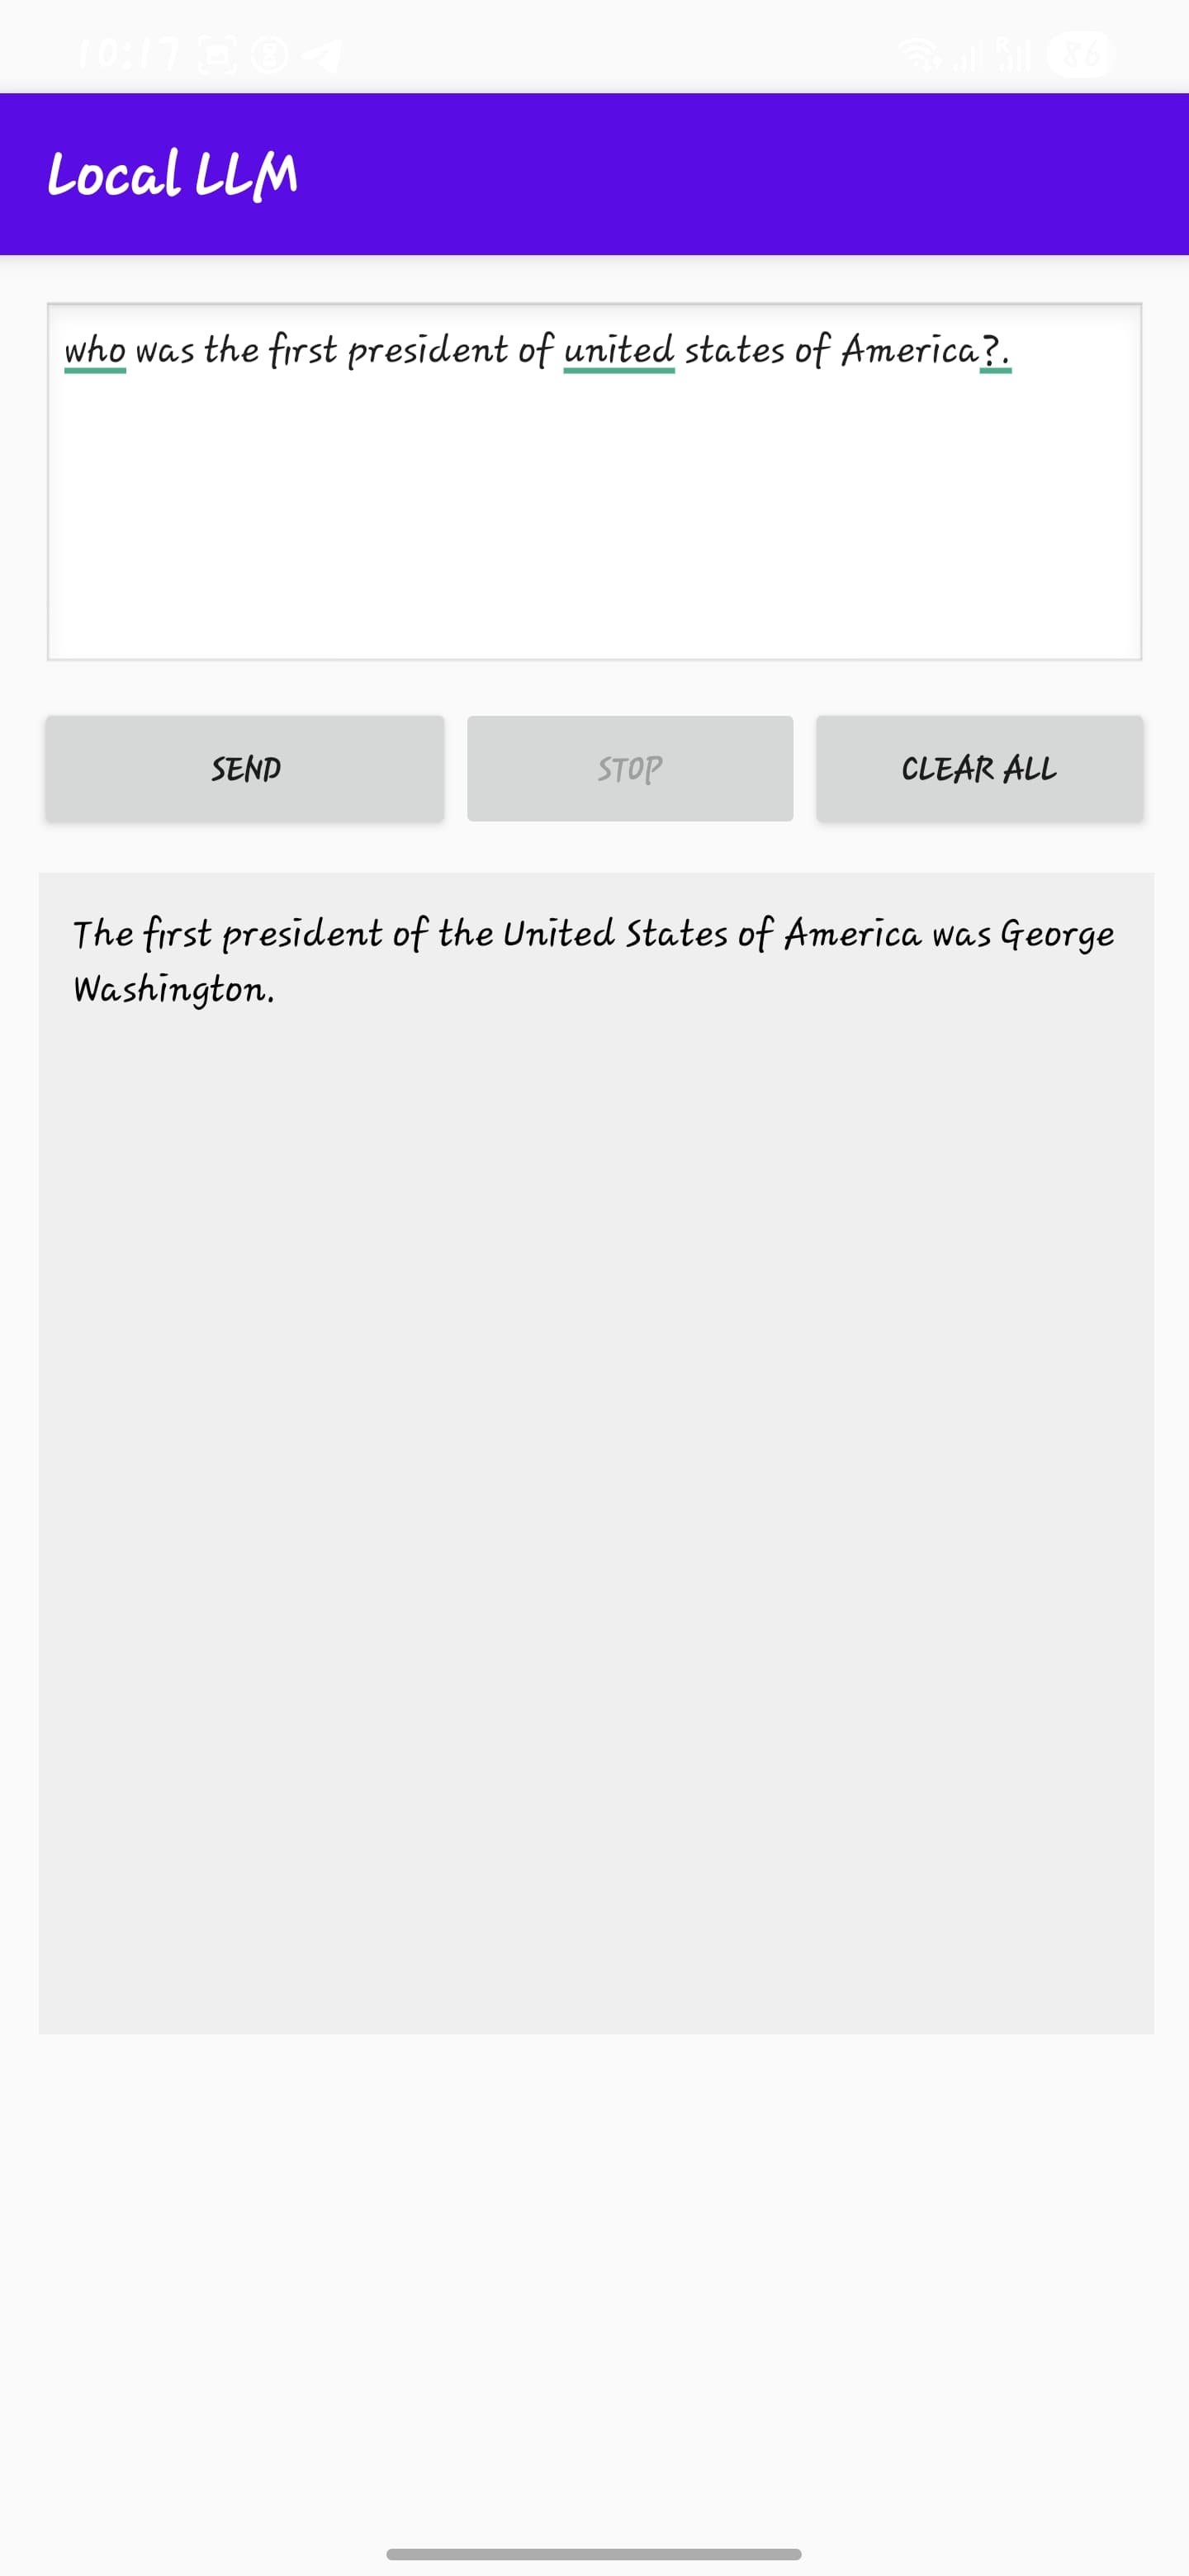 10:17 86
Local LLM
who was the first president of united states of America?.
SEND STOP CLEAR ALL
The first president of the United States of America was George
Washington.